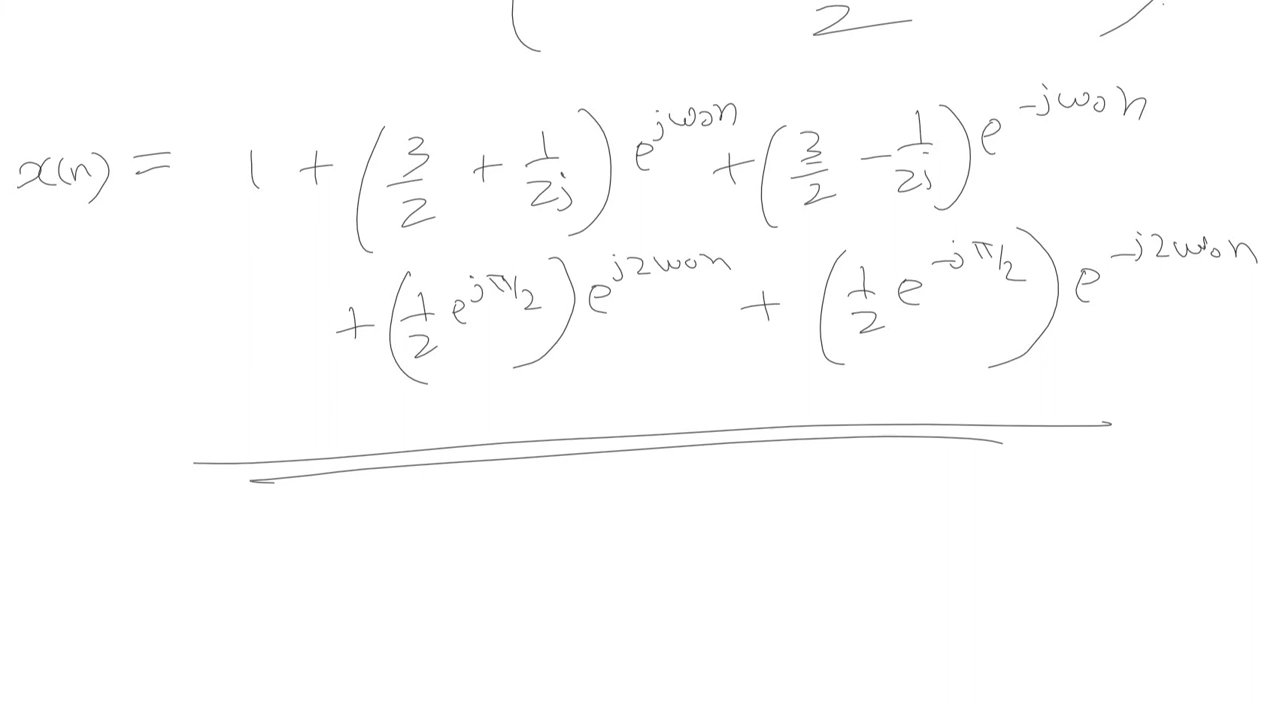 ( 2 )
x(n) = 1 + (3/2 + 1/2j) e^{jω₀n} + (3/2 - 1/2j) e^{-jω₀n}
+ (1/2 e^{jπ/2}) e^{j2ω₀n} + (1/2 e^{-jπ/2}) e^{-j2ω₀n}